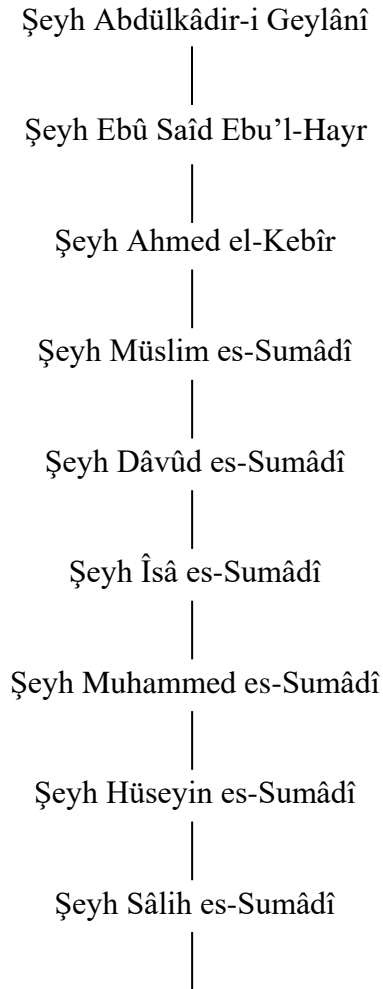 Şeyh Abdülkâdir-i Geylânî
Şeyh Ebû Saîd Ebu’l-Hayr
Şeyh Ahmed el-Kebîr
Şeyh Müslim es-Sumâdî
Şeyh Dâvûd es-Sumâdî
Şeyh Îsâ es-Sumâdî
Şeyh Muhammed es-Sumâdî
Şeyh Hüseyin es-Sumâdî
Şeyh Sâlih es-Sumâdî